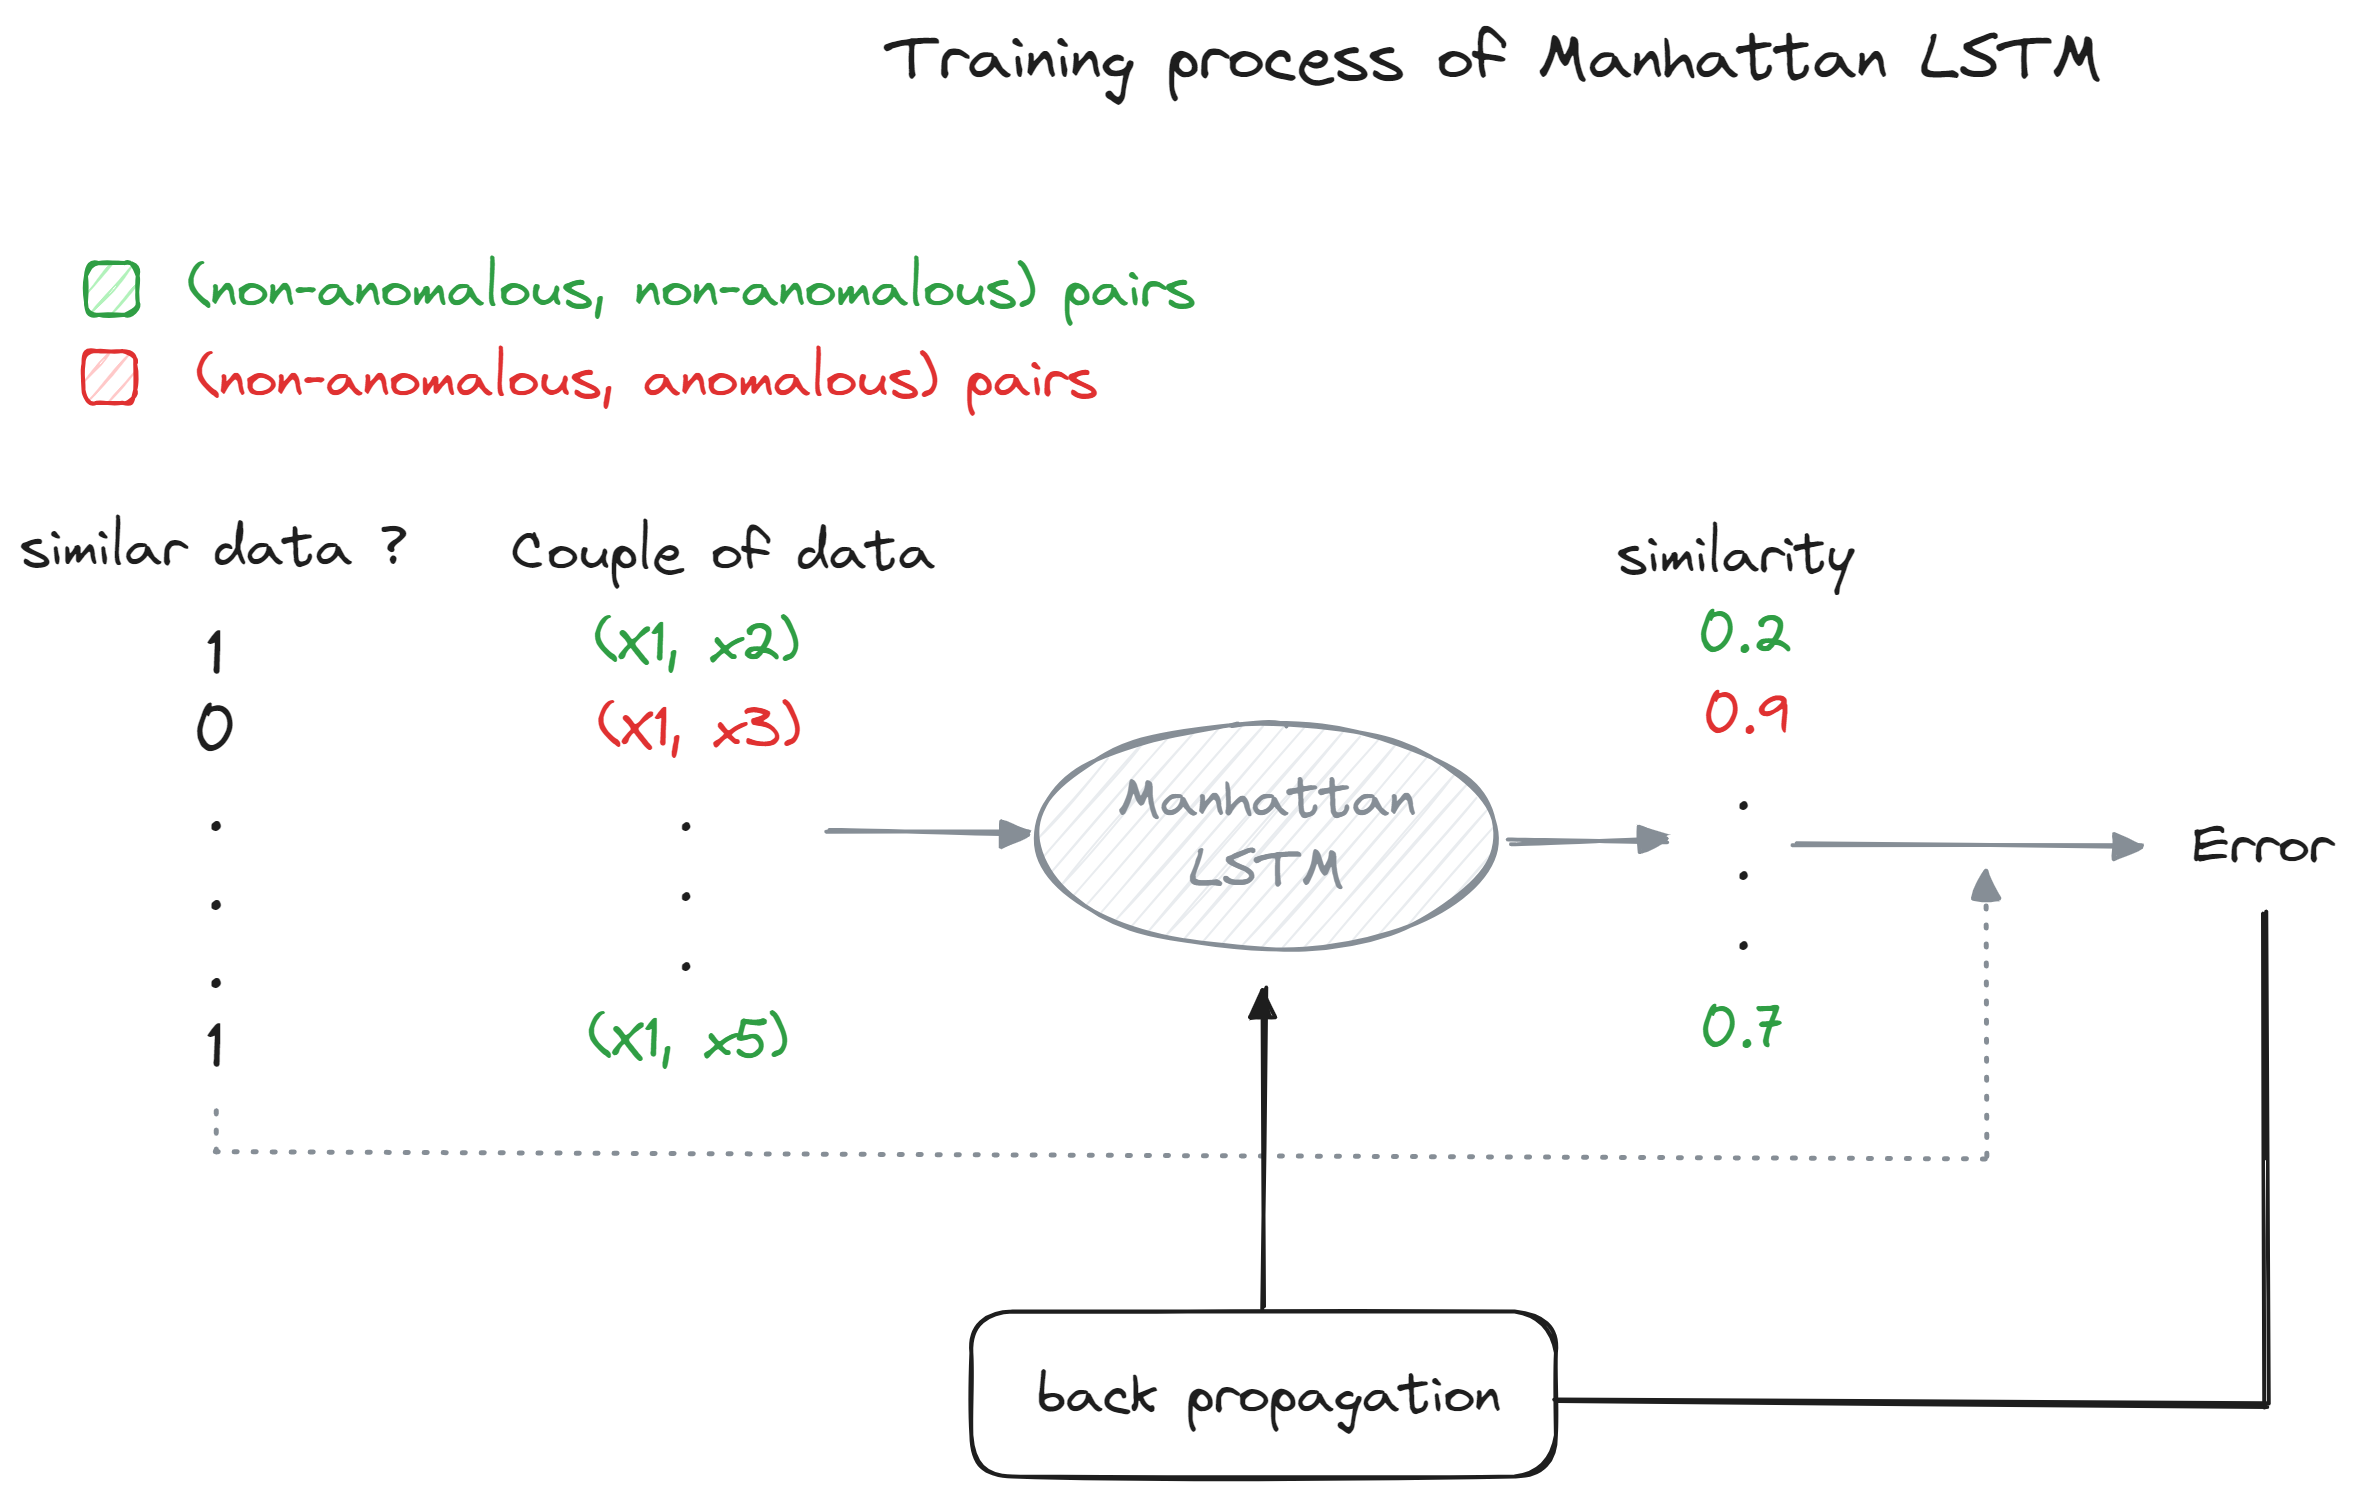 Training process of Manhattan LSTM
(non-anomalous, non-anomalous) pairs
(non-anomalous, anomalous) pairs
similar data ?
Couple of data
similarity
1
(X1, x2)
0.2
0
(X1, x3)
0.9
Manhattan
LSTM
Error
1
(X1, x5)
0.7
back propagation